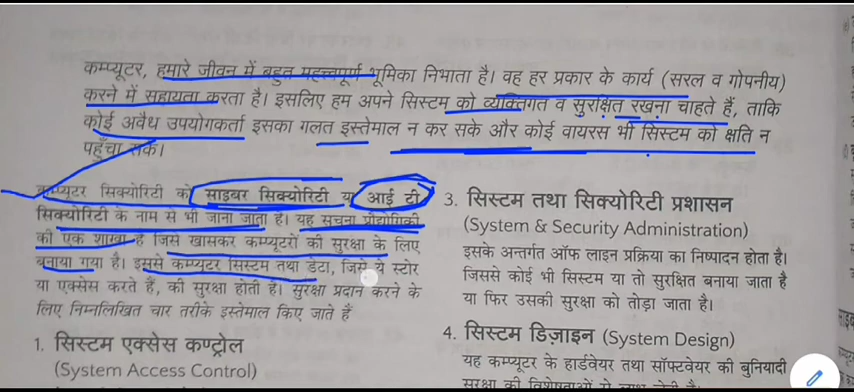 कम्प्यूटर, हमारे जीवन में बहुत महत्त्वपूर्ण भूमिका निभाता है। वह हर प्रकार के कार्य (सरल व गोपनीय)
करने में सहायता करता है। इसलिए हम अपने सिस्टम को व्यक्तिगत व सुरक्षित रखना चाहते हैं, ताकि
कोई अवैध उपयोगकर्ता इसका गलत इस्तेमाल न कर सके और कोई वायरस भी सिस्टम को क्षति न
पहुँचा सके।
कम्प्यूटर सिक्योरिटी को साइबर सिक्योरिटी या आई टी
सिक्योरिटी के नाम से भी जाना जाता है। यह सूचना प्रौद्योगिकी
की एक शाखा है जिसे खासकर कम्प्यूटरों की सुरक्षा के लिए
बनाया गया है। इससे कम्प्यूटर सिस्टम तथा डेटा, जिसे ये स्टोर
या एक्सेस करते हैं, की सुरक्षा होती है। सुरक्षा प्रदान करने के
लिए निम्नलिखित चार तरीके इस्तेमाल किए जाते हैं
1. सिस्टम एक्सेस कण्ट्रोल
(System Access Control)
3. सिस्टम तथा सिक्योरिटी प्रशासन
(System & Security Administration)
इसके अन्तर्गत ऑफ लाइन प्रक्रिया का निष्पादन होता है।
जिससे कोई भी सिस्टम या तो सुरक्षित बनाया जाता है
या फिर उसकी सुरक्षा को तोड़ा जाता है।
4. सिस्टम डिज़ाइन (System Design)
यह कम्प्यूटर के हार्डवेयर तथा सॉफ्टवेयर की बुनियादी
सुरक्षा की विशेषताओं से लाभ